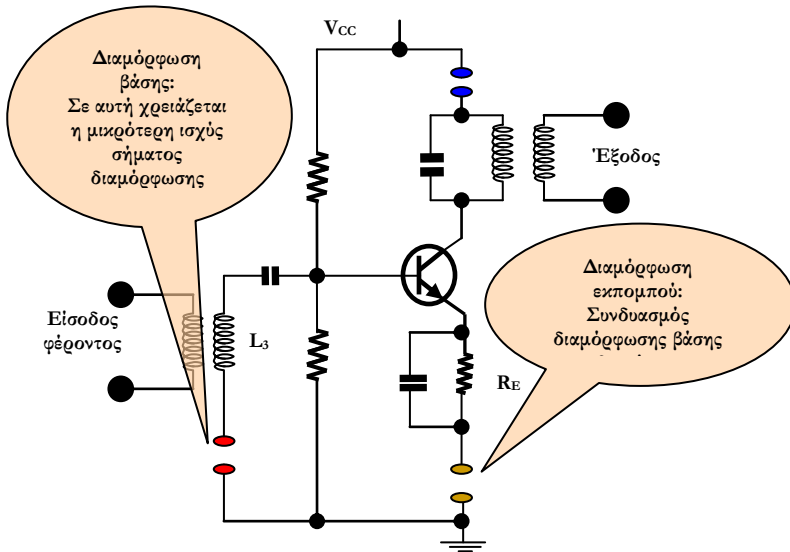 Vcc
Διαμόρφωση
βάσης:
Σε αυτή χρειάζεται
η μικρότερη ισχύς
σήματος
διαμόρφωσης
Έξοδος
Είσοδος
φέροντος
L3
Διαμόρφωση
εκπομπού:
Συνδυασμός
διαμόρφωσης βάσης
RE